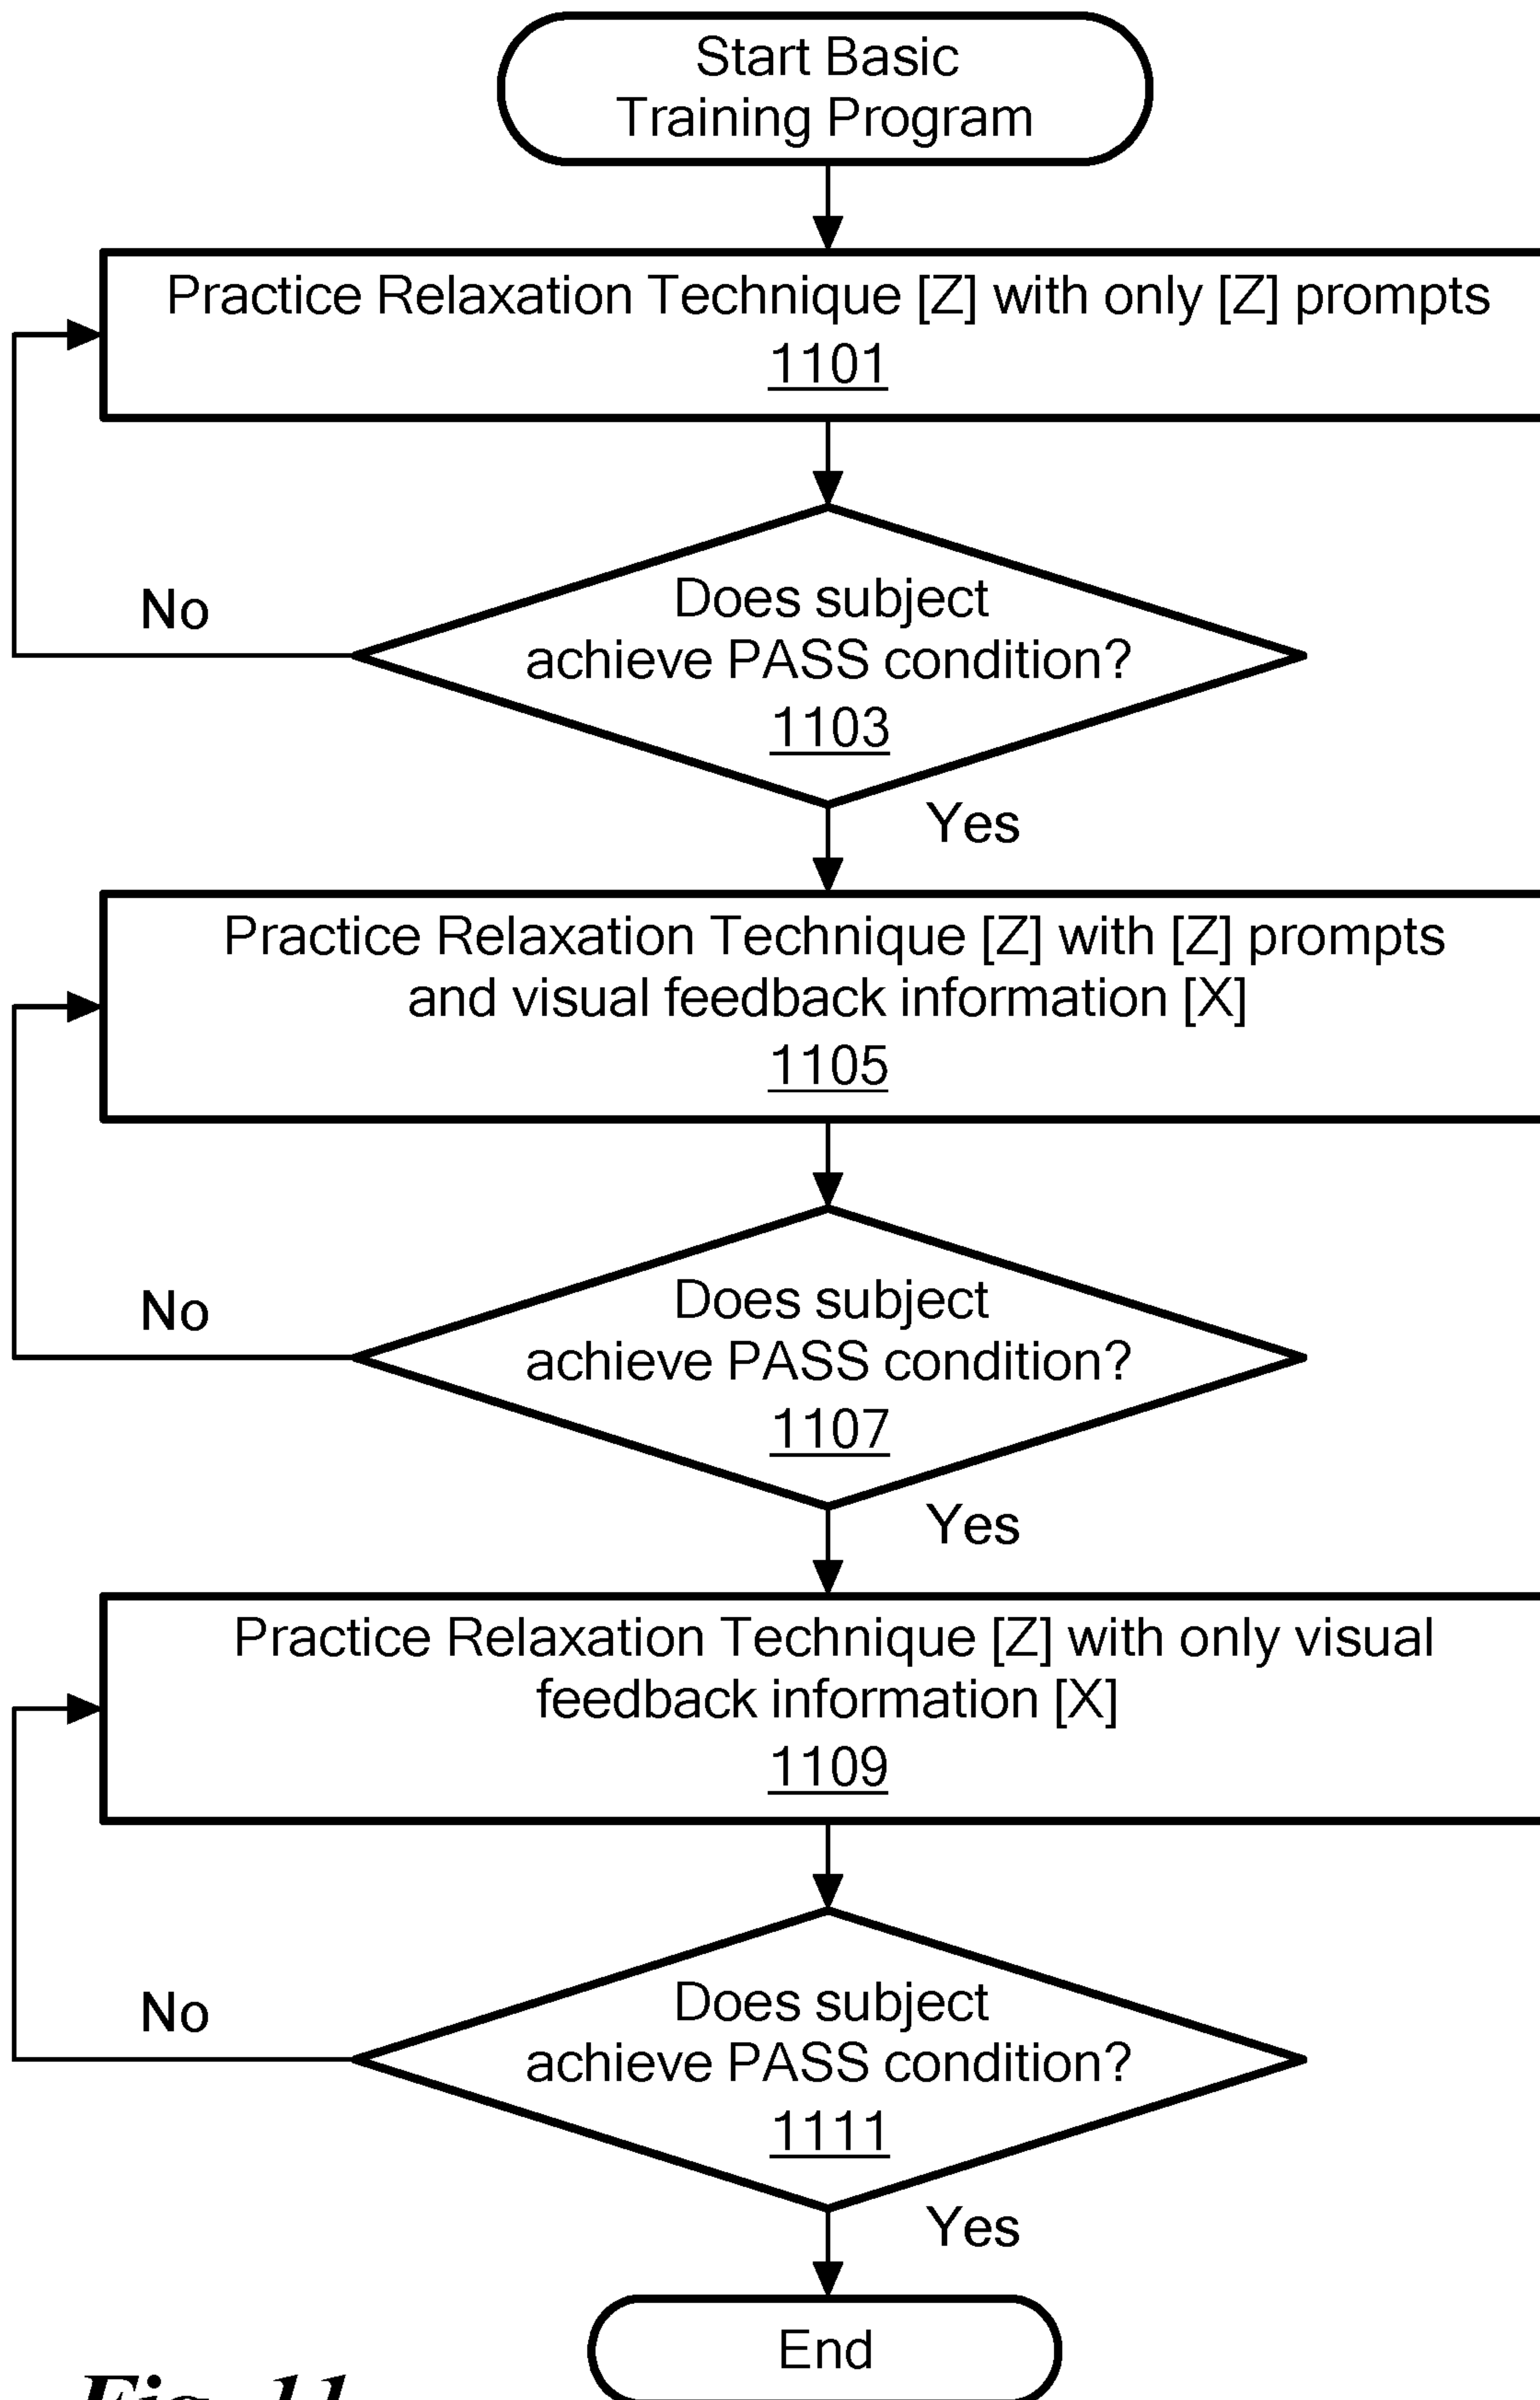 Start Basic
Training Program
Practice Relaxation Technique [Z] with only [Z] prompts
1101
Does subject
achieve PASS condition?
1103
No
Yes
Practice Relaxation Technique [Z] with [Z] prompts
and visual feedback information [X]
1105
Does subject
achieve PASS condition?
1107
No
Yes
Practice Relaxation Technique [Z] with only visual
feedback information [X]
1109
Does subject
achieve PASS condition?
1111
No
Yes
End
Fig. 11